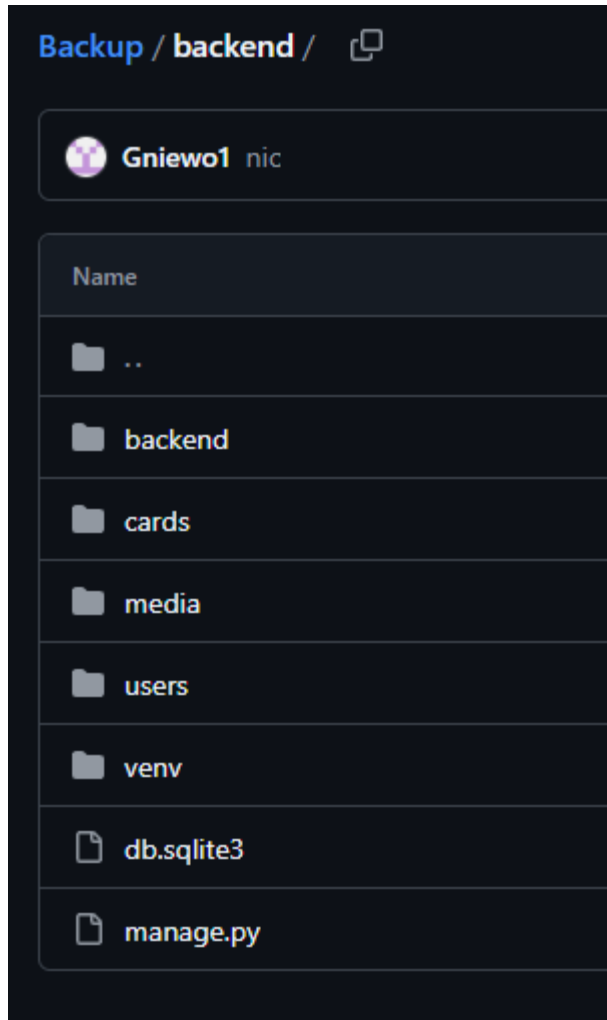 Backup / backend /
Gniewo1 nic
Name
..
backend
cards
media
users
venv
db.sqlite3
manage.py